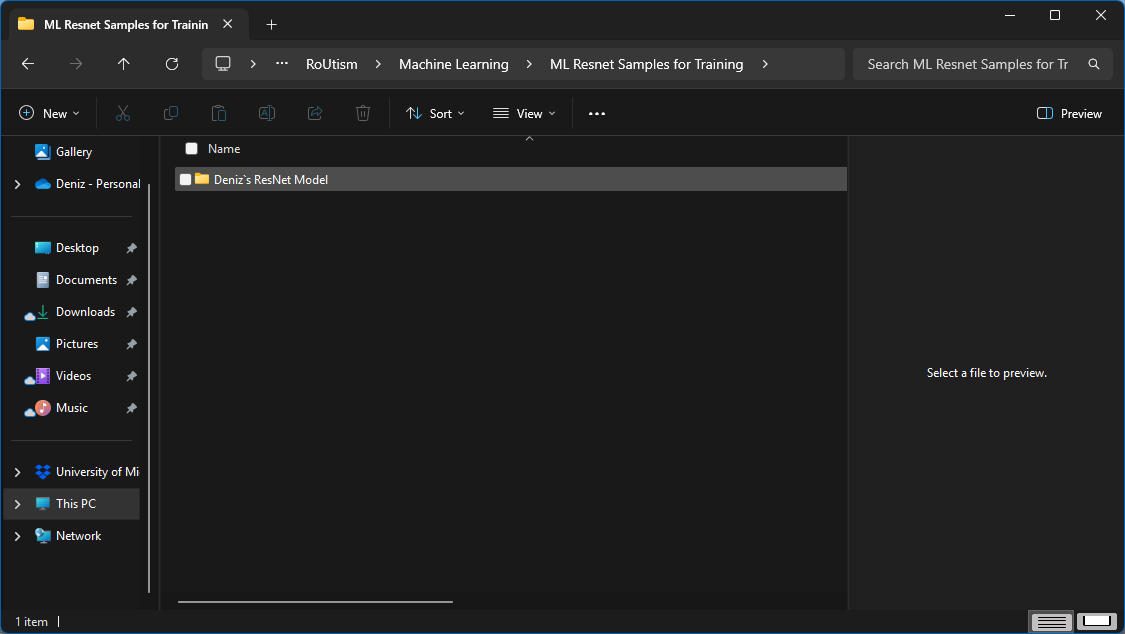 ML Resnet Samples for Trainin
RoUtism
Machine Learning
ML Resnet Samples for Training
Search ML Resnet Samples for Tr
New
Sort
View
Preview
Gallery
Deniz - Personal
Desktop
Documents
Downloads
Pictures
Videos
Music
University of Mi
This PC
Network
Name
Deniz`s ResNet Model
Select a file to preview.
1 item